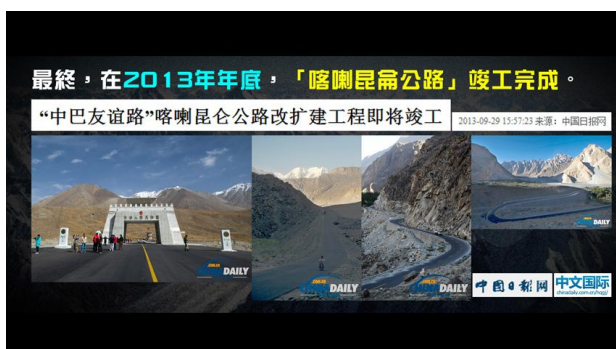 最終，在2013年年底，「喀喇昆侖公路」竣工完成。
“中巴友谊路”喀喇昆仑公路改扩建工程即将竣工
2013-09-29 15:57:23 来源：中国日报网
DAILY
DAILY
DAILY
DAILY
中国日报网
中文国际